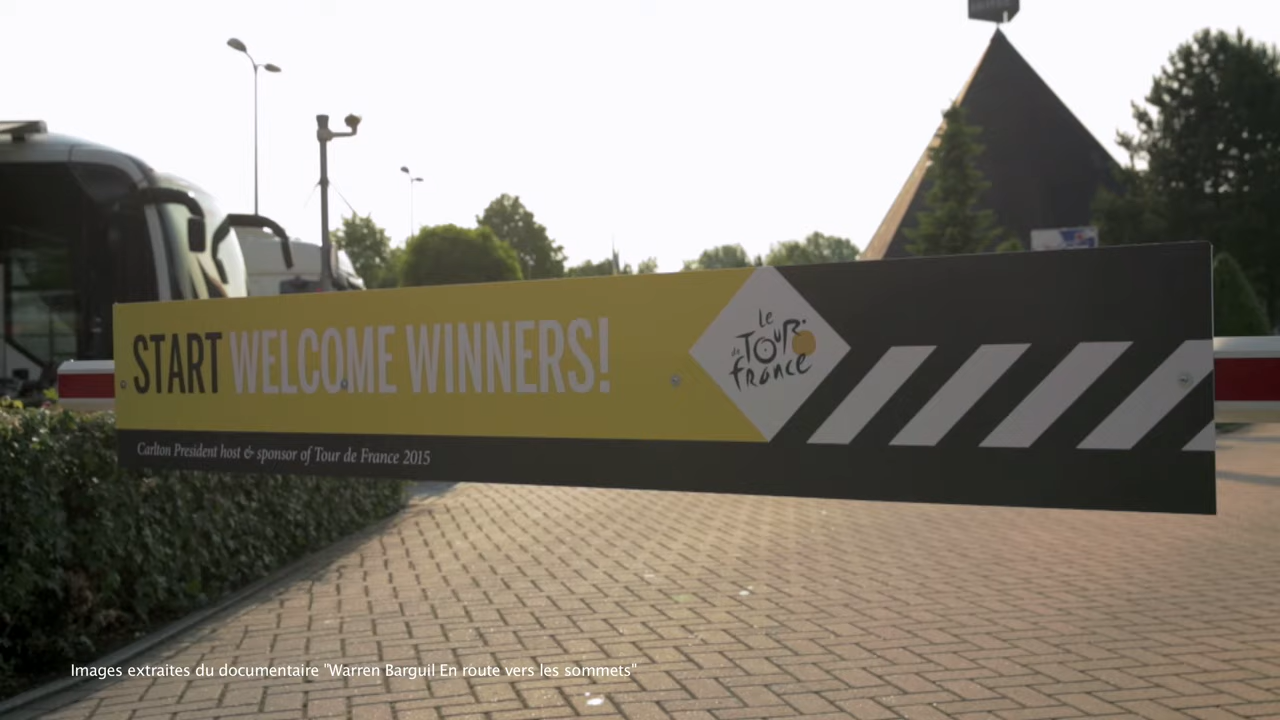 START WELCOME WINNERS!
Le
TOUR
de
france
Carlton President host & sponsor of Tour de France 2015
Images extraites du documentaire "Warren Barguil En route vers les sommets"